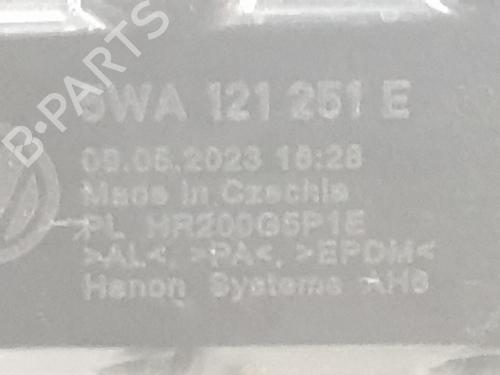 B-PARTS
5WA 121 251 E
09.05.2023 16:28
Made in Czechia
PL HR200G5P1E
>AL<, >PA<, >EPDM<
Hanon Systems AH6